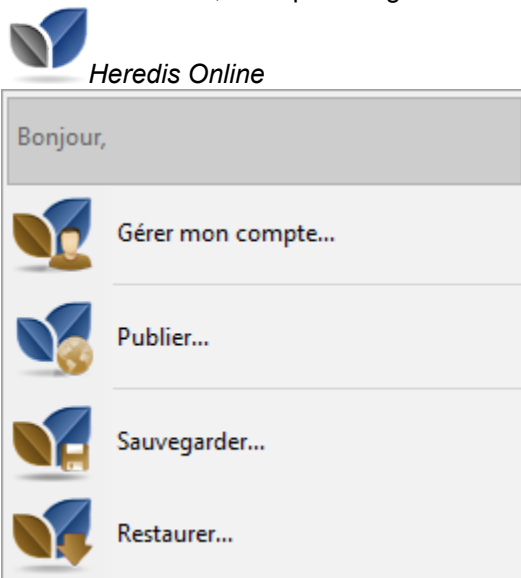 Heredis Online
Bonjour,
Gérer mon compte...
Publier...
Sauvegarder...
Restaurer...